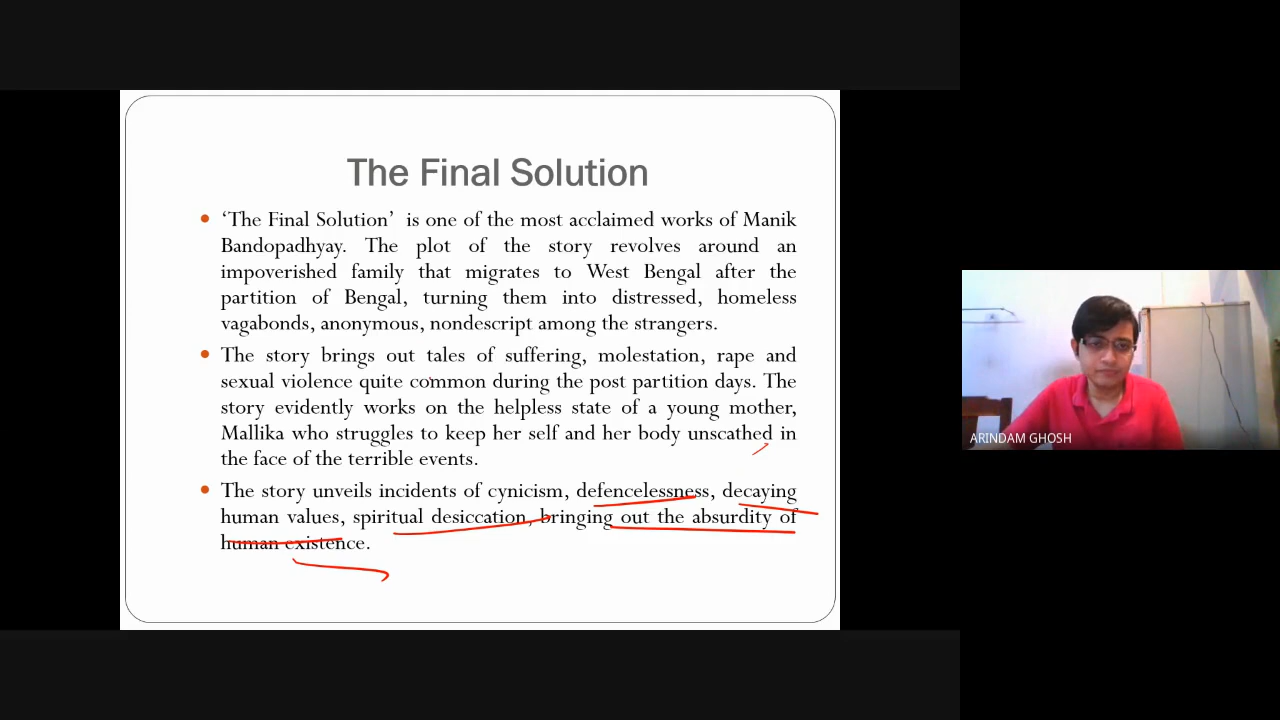 The Final Solution
‘The Final Solution’ is one of the most acclaimed works of Manik
Bandopadhyay. The plot of the story revolves around an
impoverished family that migrates to West Bengal after the
partition of Bengal, turning them into distressed, homeless
vagabonds, anonymous, nondescript among the strangers.
The story brings out tales of suffering, molestation, rape and
sexual violence quite common during the post partition days. The
story evidently works on the helpless state of a young mother,
Mallika who struggles to keep her self and her body unscathed in
the face of the terrible events.
The story unveils incidents of cynicism, defencelessness, decaying
human values, spiritual desiccation, bringing out the absurdity of
human existence.
ARINDAM GHOSH